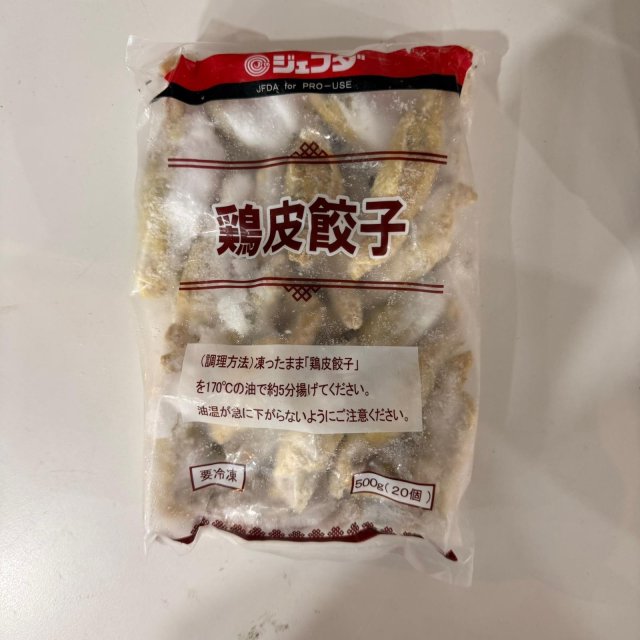 ジェフダ
JFDA for PRO-USE
鶏皮餃子
(調理方法)凍ったまま「鶏皮餃子」
を170℃の油で約5分揚げてください。
油温が急に下がらないようにご注意ください。
要冷凍
500g(20個)